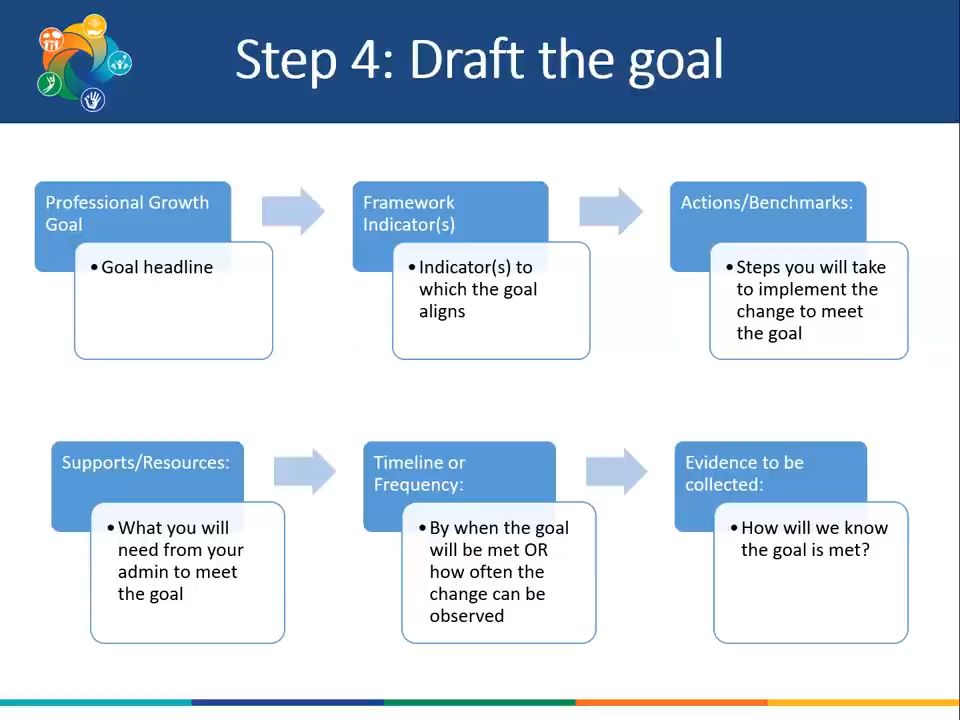 Step 4: Draft the goal
Professional Growth
Goal
• Goal headline
Framework
Indicator(s)
• Indicator(s) to
which the goal
aligns
Actions/Benchmarks:
• Steps you will take
to implement the
change to meet
the goal
Supports/Resources:
• What you will
need from your
admin to meet
the goal
Timeline or
Frequency:
• By when the goal
will be met OR
how often the
change can be
observed
Evidence to be
collected:
• How will we know
the goal is met?